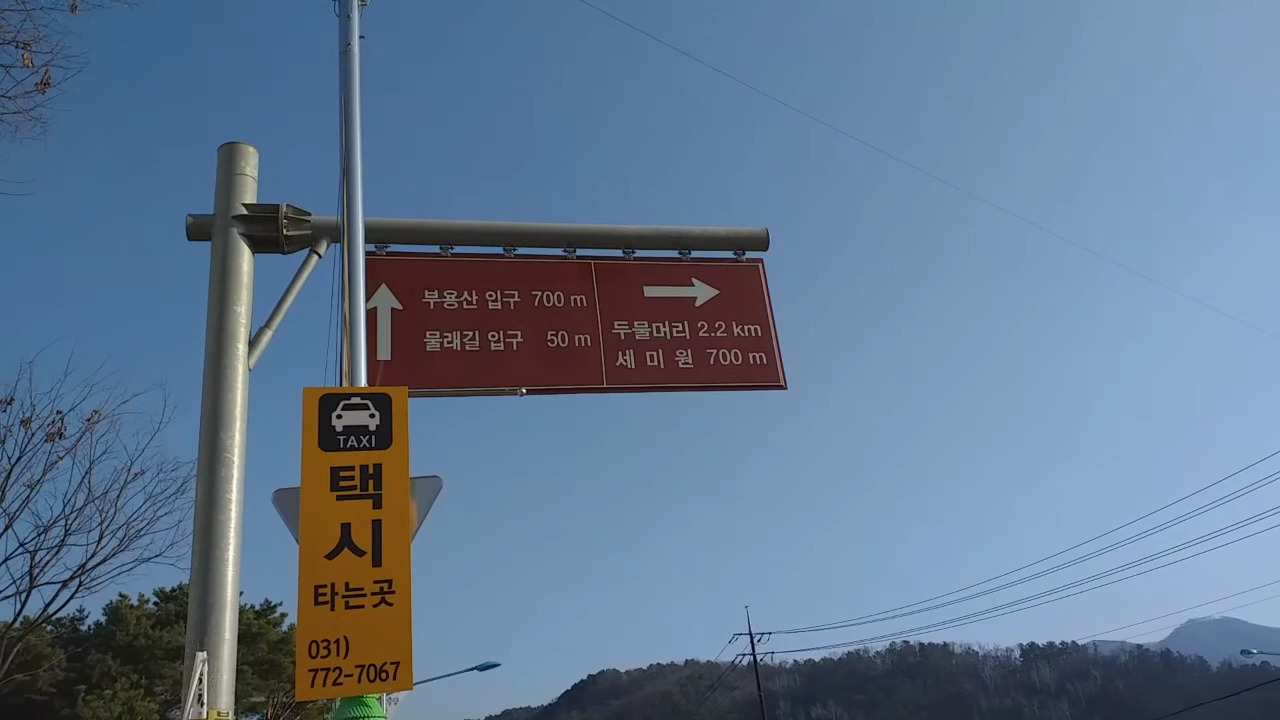 부용산 입구 700 m
물래길 입구 50 m
두물머리 2.2 km
세 미 원 700 m
TAXI
택
시
타는곳
031)
772-7067